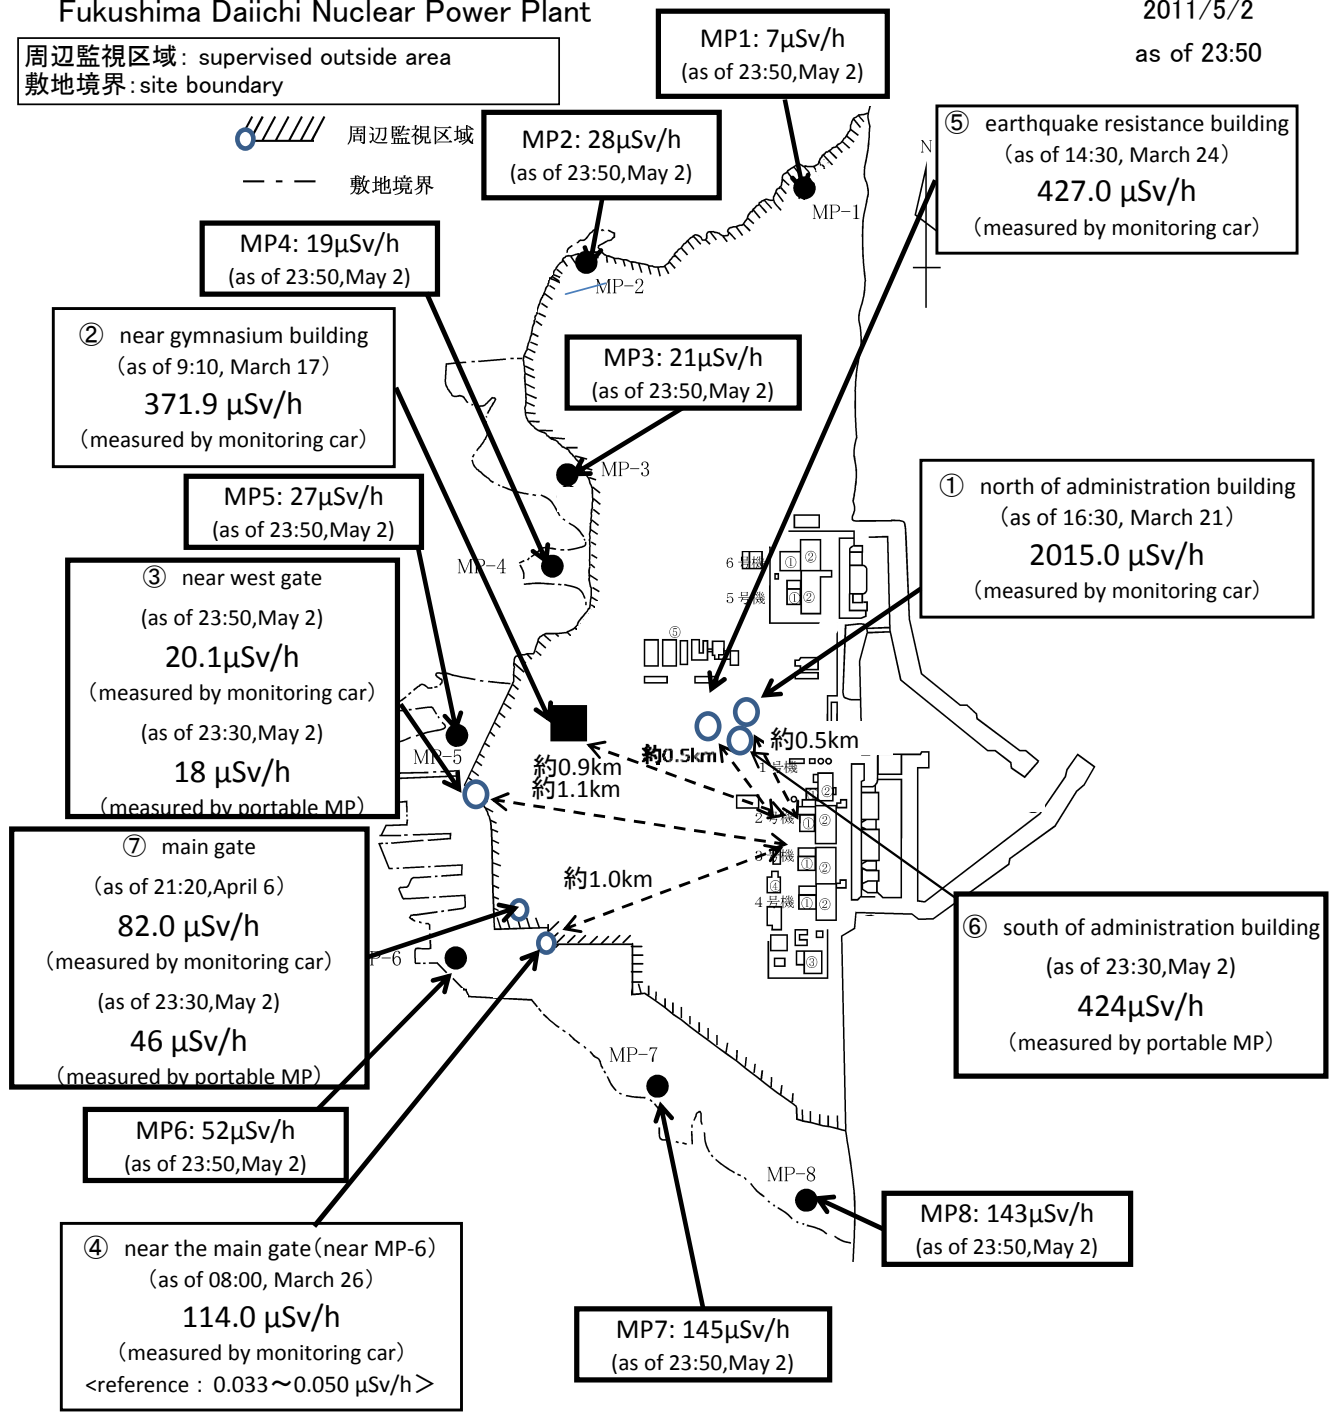 Fukushima Daiichi Nuclear Power Plant
2011/5/2
as of 23:50
周辺監視区域: supervised outside area
敷地境界:site boundary
周辺監視区域
敷地境界
MP1: 7μSv/h
(as of 23:50,May 2)
MP2: 28μSv/h
(as of 23:50,May 2)
⑤ earthquake resistance building
(as of 14:30, March 24)
427.0 μSv/h
(measured by monitoring car)
N
MP-1
MP4: 19μSv/h
(as of 23:50,May 2)
MP-2
② near gymnasium building
(as of 9:10, March 17)
371.9 μSv/h
(measured by monitoring car)
MP3: 21μSv/h
(as of 23:50,May 2)
MP-3
MP5: 27μSv/h
(as of 23:50,May 2)
① north of administration building
(as of 16:30, March 21)
2015.0 μSv/h
(measured by monitoring car)
MP-4
6号機
① ②
5号機
① ②
③ near west gate
(as of 23:50,May 2)
20.1μSv/h
(measured by monitoring car)
(as of 23:30,May 2)
18 μSv/h
(measured by portable MP)
⑤
MP-5
約0.9km
約1.1km
約0.5km
約0.5km
1号機
②
2号機
① ②
3号機
① ②
④
4号機
① ②
③
約1.0km
⑦ main gate
(as of 21:20,April 6)
82.0 μSv/h
(measured by monitoring car)
(as of 23:30,May 2)
46 μSv/h
(measured by portable MP)
P-6
⑥ south of administration building
(as of 23:30,May 2)
424μSv/h
(measured by portable MP)
MP-7
MP6: 52μSv/h
(as of 23:50,May 2)
MP-8
MP8: 143μSv/h
(as of 23:50,May 2)
④ near the main gate(near MP-6)
(as of 08:00, March 26)
114.0 μSv/h
(measured by monitoring car)
<reference : 0.033～0.050 μSv/h>
MP7: 145μSv/h
(as of 23:50,May 2)